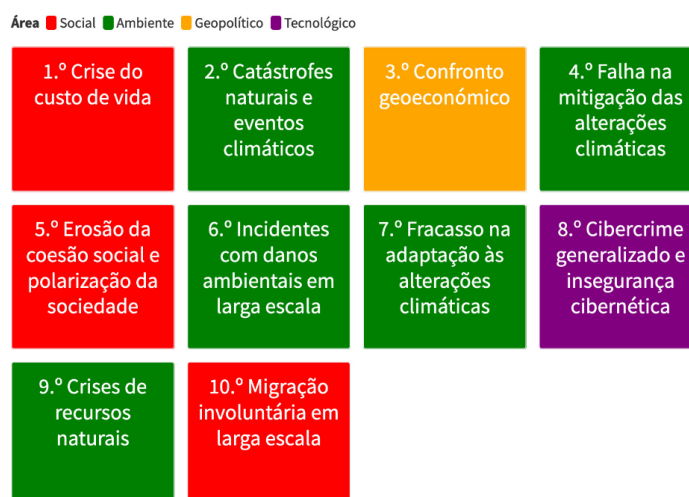 Área Social Ambiente Geopolítico Tecnológico
1.º Crise do
custo de vida
2.º Catástrofes
naturais e
eventos
climáticos
3.º Confronto
geoeconómico
4.º Falha na
mitigação das
alterações
climáticas
5.º Erosão da
coesão social e
polarização da
sociedade
6.º Incidentes
com danos
ambientais em
larga escala
7.º Fracasso na
adaptação às
alterações
climáticas
8.º Cibercrime
generalizado e
insegurança
cibernética
9.º Crises de
recursos
naturais
10.º Migração
involuntária em
larga escala